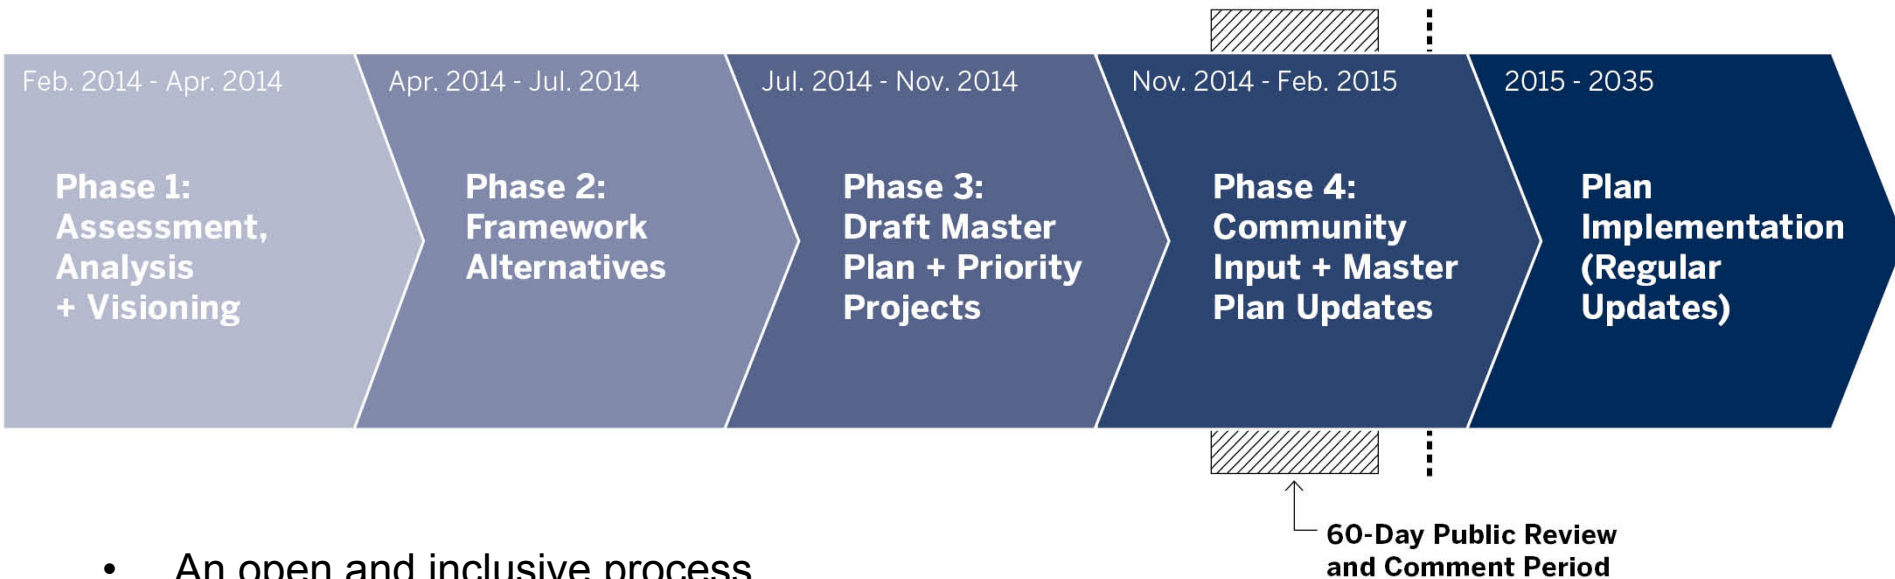 Feb. 2014 - Apr. 2014
Phase 1:
Assessment,
Analysis
+ Visioning
Apr. 2014 - Jul. 2014
Phase 2:
Framework
Alternatives
Jul. 2014 - Nov. 2014
Phase 3:
Draft Master
Plan + Priority
Projects
Nov. 2014 - Feb. 2015
Phase 4:
Community
Input + Master
Plan Updates
2015 - 2035
Plan
Implementation
(Regular
Updates)
60-Day Public Review
and Comment Period
• An open and inclusive process